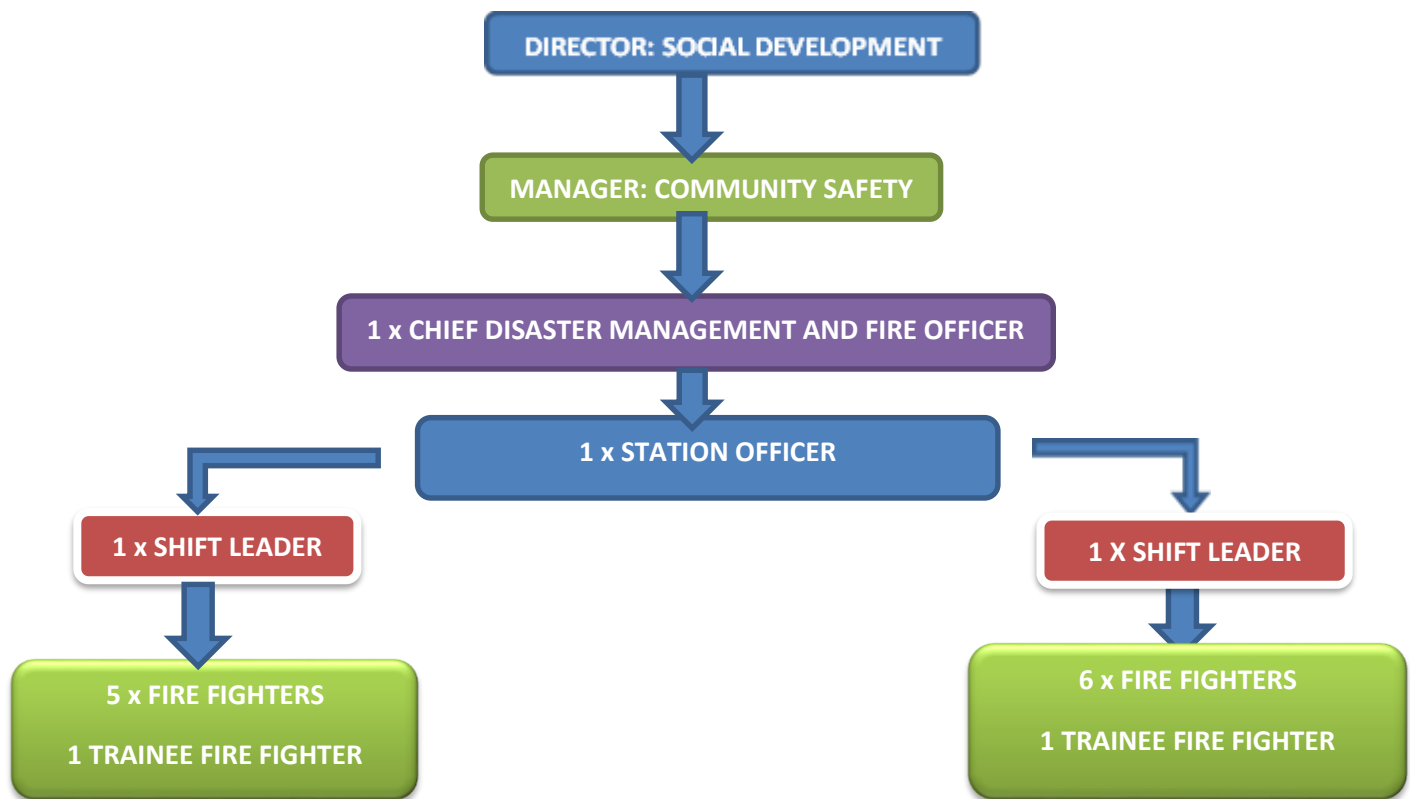 DIRECTOR: SOCIAL DEVELOPMENT
MANAGER: COMMUNITY SAFETY
1 x CHIEF DISASTER MANAGEMENT AND FIRE OFFICER
1 x STATION OFFICER
1 x SHIFT LEADER
1 X SHIFT LEADER
5 x FIRE FIGHTERS
1 TRAINEE FIRE FIGHTER
6 x FIRE FIGHTERS
1 TRAINEE FIRE FIGHTER